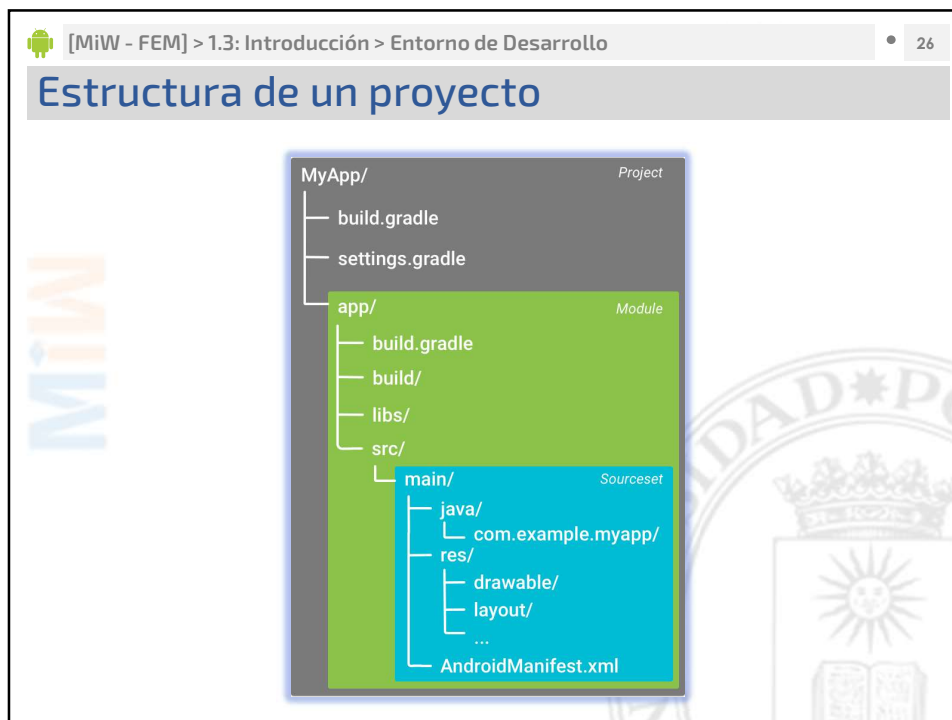 [MiW - FEM] > 1.3: Introducción > Entorno de Desarrollo
• 26
Estructura de un proyecto
MyApp/ Project
build.gradle
settings.gradle
app/ Module
build.gradle
build/
libs/
src/
main/ Sourceset
java/
com.example.myapp/
res/
drawable/
layout/
...
AndroidManifest.xml
MiW